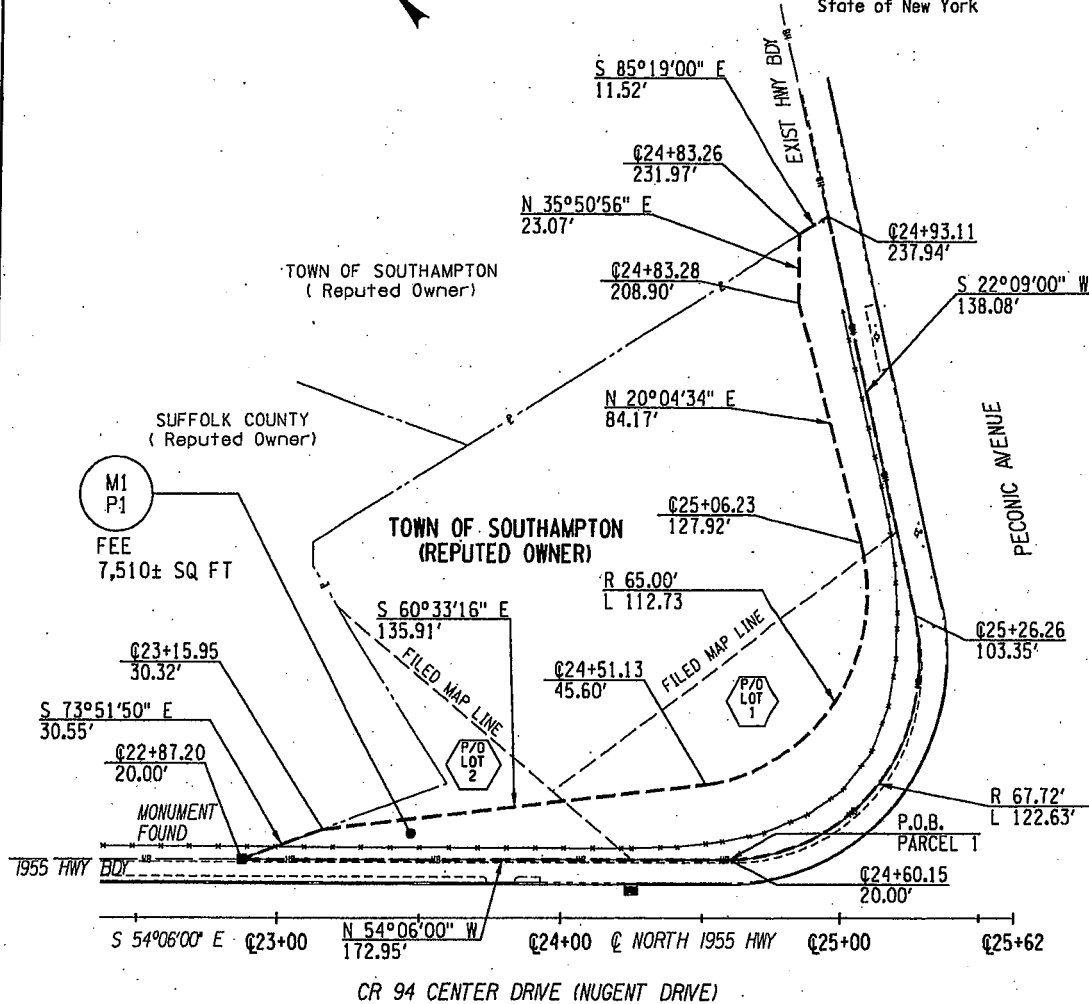 State of New York
S 85°19'00" E
11.52'
EXIST HWY BDY
HB
℄24+83.26
231.97'
N 35°50'56" E
23.07'
℄24+93.11
237.94'
TOWN OF SOUTHAMPTON
( Reputed Owner)
℄24+83.28
208.90'
S 22°09'00" W
138.08'
N 20°04'34" E
84.17'
SUFFOLK COUNTY
( Reputed Owner)
PECONIC AVENUE
M1
P1
FEE
7,510± SQ FT
TOWN OF SOUTHAMPTON
(REPUTED OWNER)
℄25+06.23
127.92'
R 65.00'
L 112.73
S 60°33'16" E
135.91'
FILED MAP LINE
FILED MAP LINE
℄25+26.26
103.35'
℄23+15.95
30.32'
℄24+51.13
45.60'
P/O
LOT
1
S 73°51'50" E
30.55'
P/O
LOT
2
℄22+87.20
20.00'
R 67.72'
L 122.63'
MONUMENT
FOUND
P.O.B.
PARCEL 1
1955 HWY BDY
HB
HB
HB
HB
℄24+60.15
20.00'
S 54°06'00" E
℄23+00
N 54°06'00" W
172.95'
℄24+00
℄ NORTH 1955 HWY
℄25+00
℄25+62
CR 94 CENTER DRIVE (NUGENT DRIVE)